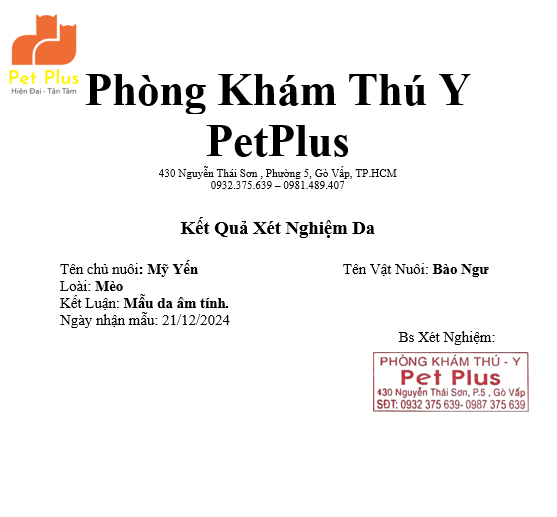 Pet Plus
Hiện Đại - Tận Tâm
Phòng Khám Thú Y
PetPlus
430 Nguyễn Thái Sơn , Phường 5, Gò Vấp, TP.HCM
0932.375.639 – 0981.489.407
Kết Quả Xét Nghiệm Da
Tên chủ nuôi: Mỹ Yến
Tên Vật Nuôi: Bào Ngư
Loài: Mèo
Kết Luận: Mẫu da âm tính.
Ngày nhận mẫu: 21/12/2024
Bs Xét Nghiệm:
PHÒNG KHÁM THÚ - Y
Pet Plus
430 Nguyễn Thái Sơn, P.5 , Gò Vấp
SĐT: 0932 375 639- 0987 375 639